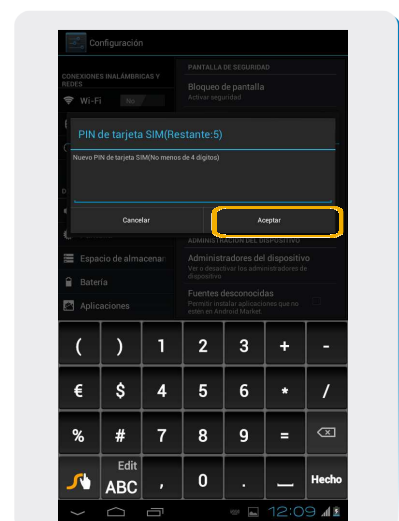 Configuración
CONEXIONES INALÁMBRICAS Y
REDES
Wi-Fi
No
PANTALLA DE SEGURIDAD
Bloqueo de pantalla
Activar seguridad
PIN de tarjeta SIM(Restante:5)
Nuevo PIN de tarjeta SIM(No menos de 4 dígitos)
Cancelar
Aceptar
ADMINISTRACIÓN DEL DISPOSITIVO
Espacio de almacenan
Batería
Aplicaciones
Administradores del dispositivo
Ver o desactivar los administradores de
dispositivo
Fuentes desconocidas
Permitir instalar aplicaciones que no
estén en Android Market
( ) 1 2 3 + -
€ $ 4 5 6 * /
% # 7 8 9 =
Edit
ABC , 0 . _ Hecho
12:09